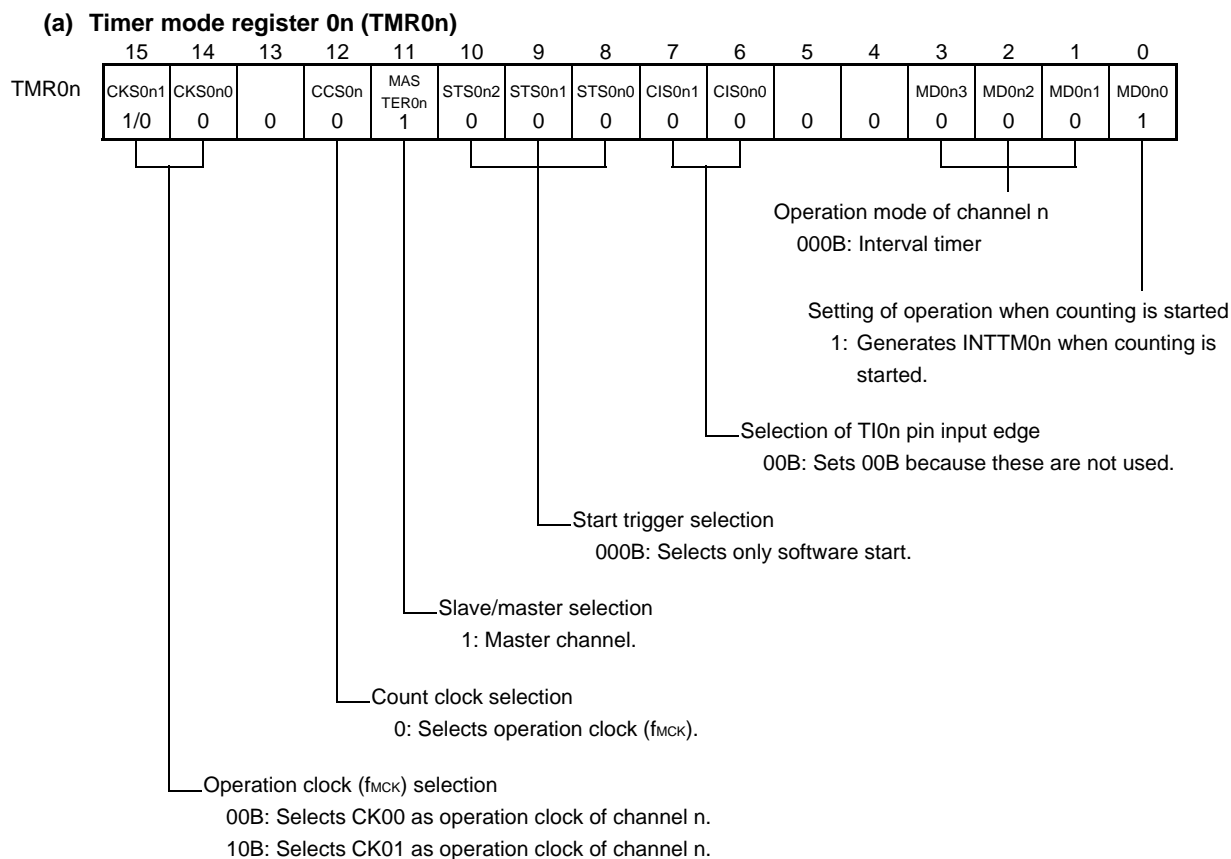 (a) Timer mode register 0n (TMR0n)
15 14 13 12 11 10 9 8 7 6 5 4 3 2 1 0
TMR0n CKS0n1 CKS0n0 CCS0n MAS TER0n STS0n2 STS0n1 STS0n0 CIS0n1 CIS0n0 MD0n3 MD0n2 MD0n1 MD0n0
1/0 0 0 0 1 0 0 0 0 0 0 0 0 0 0 1
Operation mode of channel n
000B: Interval timer
Setting of operation when counting is started
1: Generates INTTM0n when counting is
started.
Selection of TI0n pin input edge
00B: Sets 00B because these are not used.
Start trigger selection
000B: Selects only software start.
Slave/master selection
1: Master channel.
Count clock selection
0: Selects operation clock (fMCK).
Operation clock (fMCK) selection
00B: Selects CK00 as operation clock of channel n.
10B: Selects CK01 as operation clock of channel n.